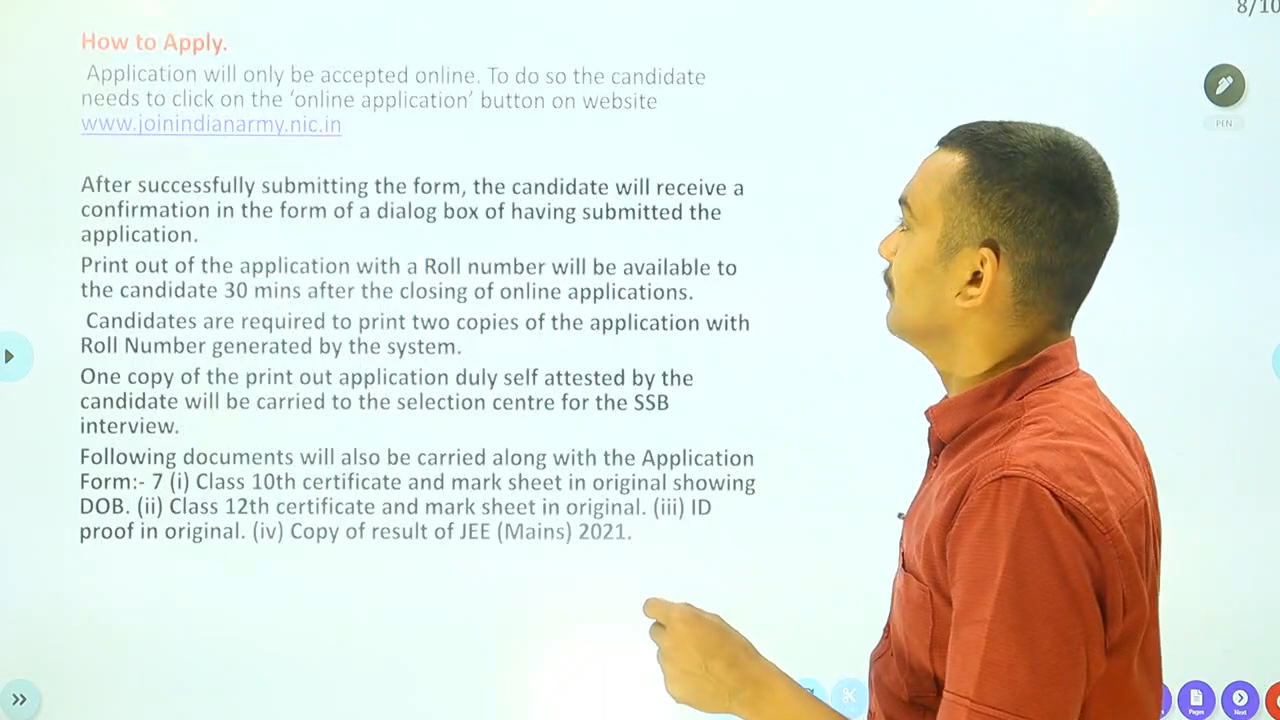 8/10
How to Apply.
Application will only be accepted online. To do so the candidate
needs to click on the ‘online application’ button on website
www.joinindianarmy.nic.in
PEN
After successfully submitting the form, the candidate will receive a
confirmation in the form of a dialog box of having submitted the
application.
Print out of the application with a Roll number will be available to
the candidate 30 mins after the closing of online applications.
Candidates are required to print two copies of the application with
Roll Number generated by the system.
One copy of the print out application duly self attested by the
candidate will be carried to the selection centre for the SSB
interview.
Following documents will also be carried along with the Application
Form:- 7 (i) Class 10th certificate and mark sheet in original showing
DOB. (ii) Class 12th certificate and mark sheet in original. (iii) ID
proof in original. (iv) Copy of result of JEE (Mains) 2021.
Pages
Next